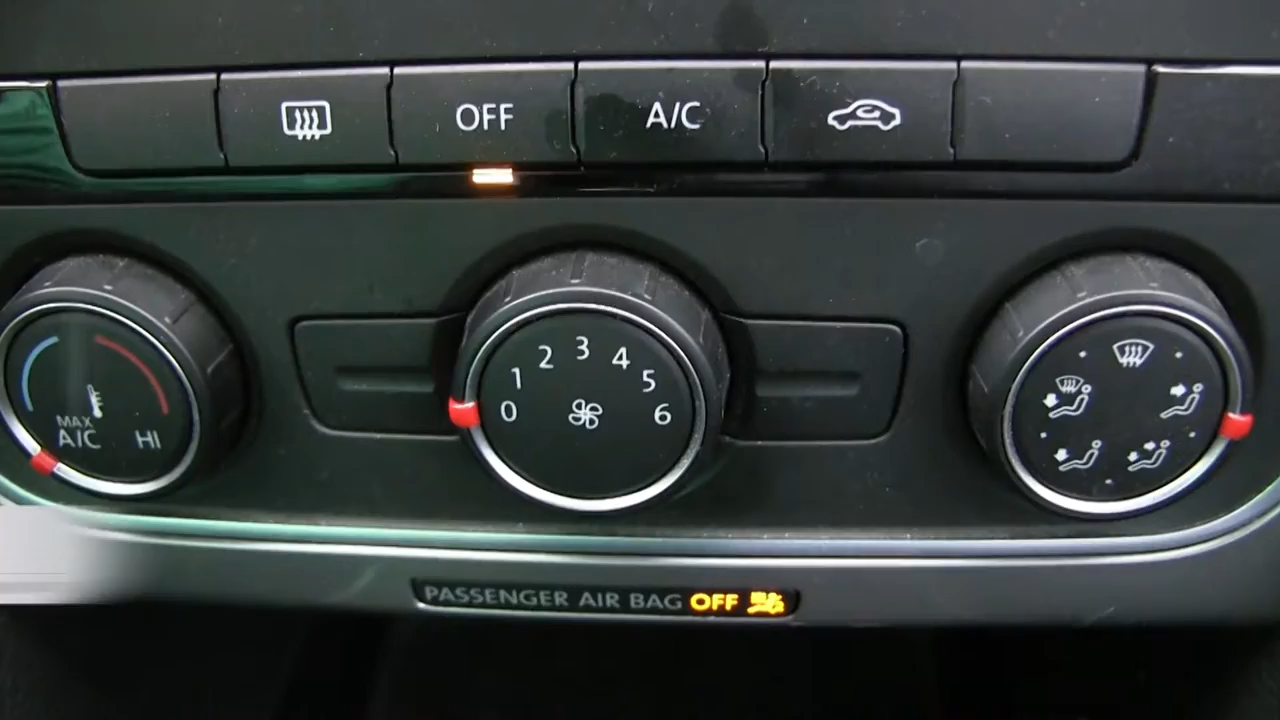 OFF A/C
1 2 3 4 5
0 6
MAX
A/C HI
PASSENGER AIR BAG OFF